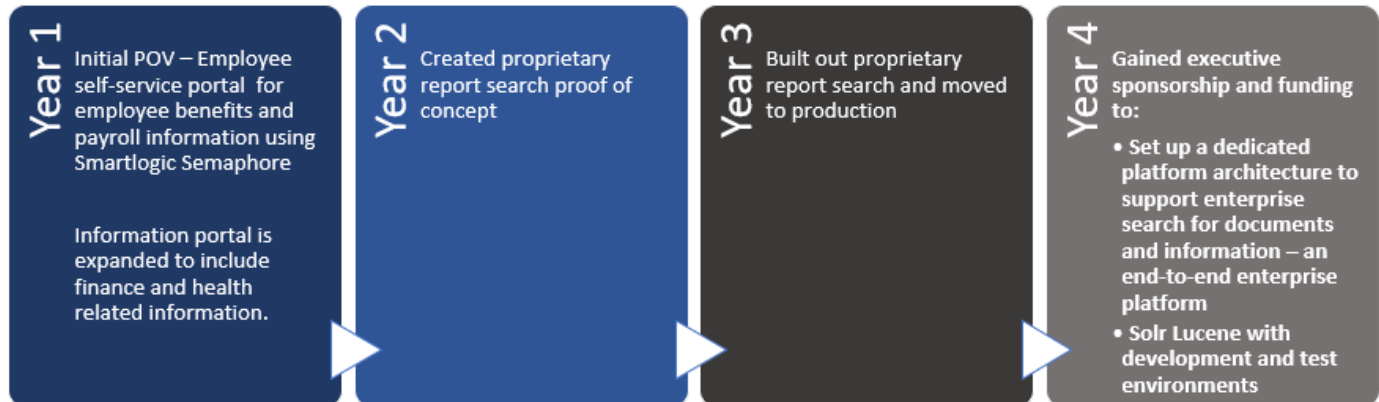 Year 1
Initial POV – Employee
self-service portal for
employee benefits and
payroll information using
Smartlogic Semaphore
Information portal is
expanded to include
finance and health
related information.
Year 2
Created proprietary
report search proof of
concept
Year 3
Built out proprietary
report search and moved
to production
Year 4
Gained executive
sponsorship and funding
to:
• Set up a dedicated
platform architecture to
support enterprise
search for documents
and information – an
end-to-end enterprise
platform
• Solr Lucene with
development and test
environments